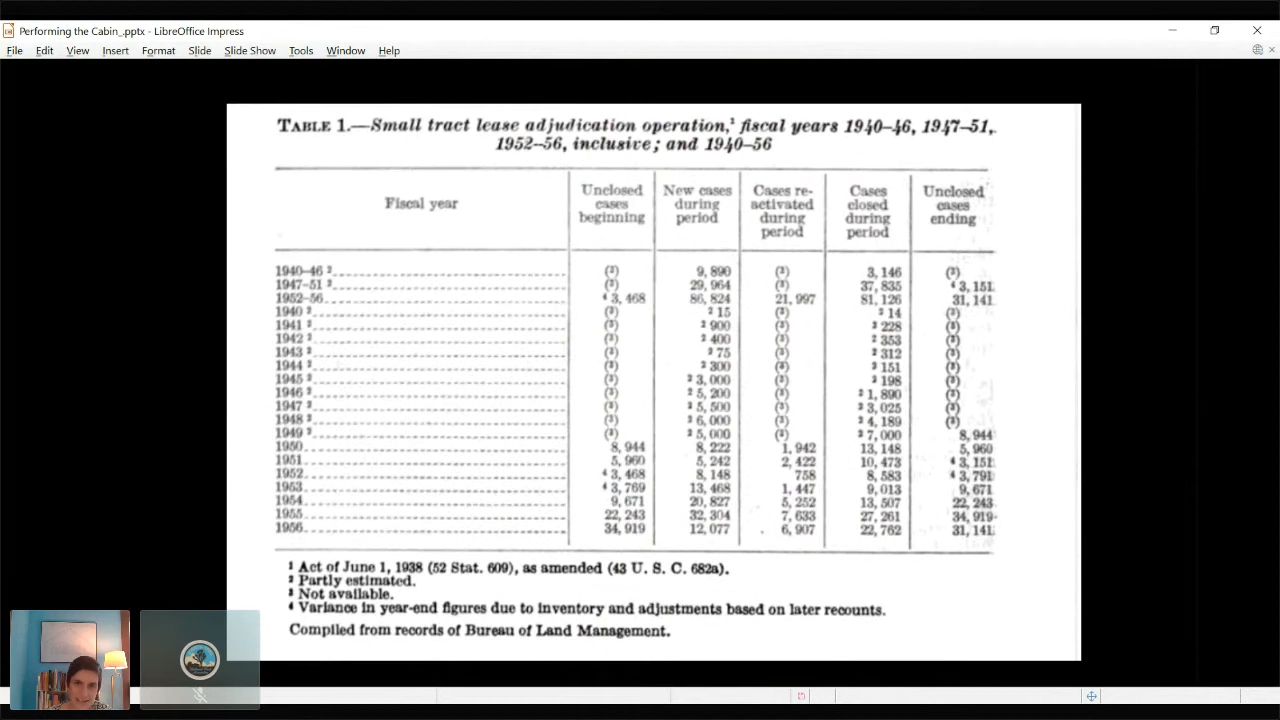 Performing the Cabin_.pptx - LibreOffice Impress
File Edit View Insert Format Slide Slide Show Tools Window Help
TABLE 1.—Small tract lease adjudication operation,¹ fiscal years 1940–46, 1947–51,
1952–56, inclusive; and 1940–56
Fiscal year | Unclosed cases beginning | New cases during period | Cases re-activated during period | Cases closed during period | Unclosed cases ending
1940–46 ² (³) 9,890 (³) 3,146 (³)
1947–51 ² (³) 29,964 (³) 37,835 ⁴ 3,151
1952–56 ⁴ 3,468 86,824 21,997 81,126 31,141
1940 ² (³) ² 15 (³) ² 14 (³)
1941 ² (³) ² 900 (³) ² 228 (³)
1942 ² (³) ² 400 (³) ² 353 (³)
1943 ² (³) ² 75 (³) ² 312 (³)
1944 ² (³) ² 300 (³) ² 151 (³)
1945 ² (³) ² 3,000 (³) ² 198 (³)
1946 ² (³) ² 5,200 (³) ² 1,890 (³)
1947 ² (³) ² 5,500 (³) ² 3,025 (³)
1948 ² (³) ² 6,000 (³) ² 4,189 (³)
1949 ² (³) ² 5,000 (³) ² 7,000 8,944
1950 8,944 8,222 1,942 13,148 5,960
1951 5,960 5,242 2,422 10,473 ⁴ 3,151
1952 ⁴ 3,468 8,148 758 8,583 ⁴ 3,791
1953 ⁴ 3,769 13,468 1,447 9,013 9,671
1954 9,671 20,827 5,252 13,507 22,243
1955 22,243 32,304 7,633 27,261 34,919
1956 34,919 12,077 6,907 22,762 31,141
¹ Act of June 1, 1938 (52 Stat. 609), as amended (43 U. S. C. 682a).
² Partly estimated.
³ Not available.
⁴ Variance in year-end figures due to inventory and adjustments based on later recounts.
Compiled from records of Bureau of Land Management.